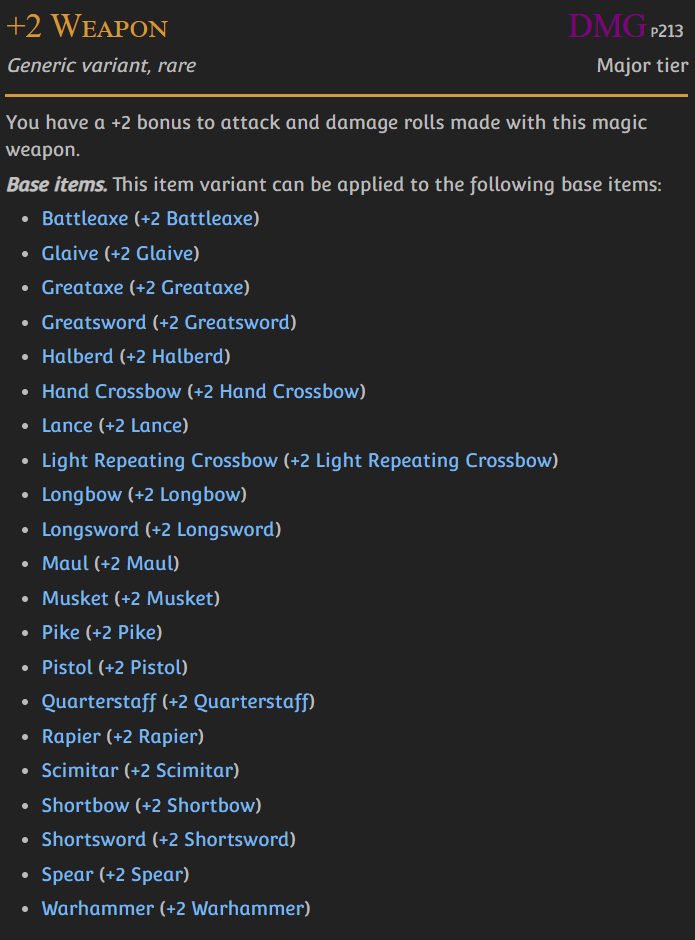 +2 Weapon DMG p213
Generic variant, rare Major tier
You have a +2 bonus to attack and damage rolls made with this magic
weapon.
Base items. This item variant can be applied to the following base items:
• Battleaxe (+2 Battleaxe)
• Glaive (+2 Glaive)
• Greataxe (+2 Greataxe)
• Greatsword (+2 Greatsword)
• Halberd (+2 Halberd)
• Hand Crossbow (+2 Hand Crossbow)
• Lance (+2 Lance)
• Light Repeating Crossbow (+2 Light Repeating Crossbow)
• Longbow (+2 Longbow)
• Longsword (+2 Longsword)
• Maul (+2 Maul)
• Musket (+2 Musket)
• Pike (+2 Pike)
• Pistol (+2 Pistol)
• Quarterstaff (+2 Quarterstaff)
• Rapier (+2 Rapier)
• Scimitar (+2 Scimitar)
• Shortbow (+2 Shortbow)
• Shortsword (+2 Shortsword)
• Spear (+2 Spear)
• Warhammer (+2 Warhammer)